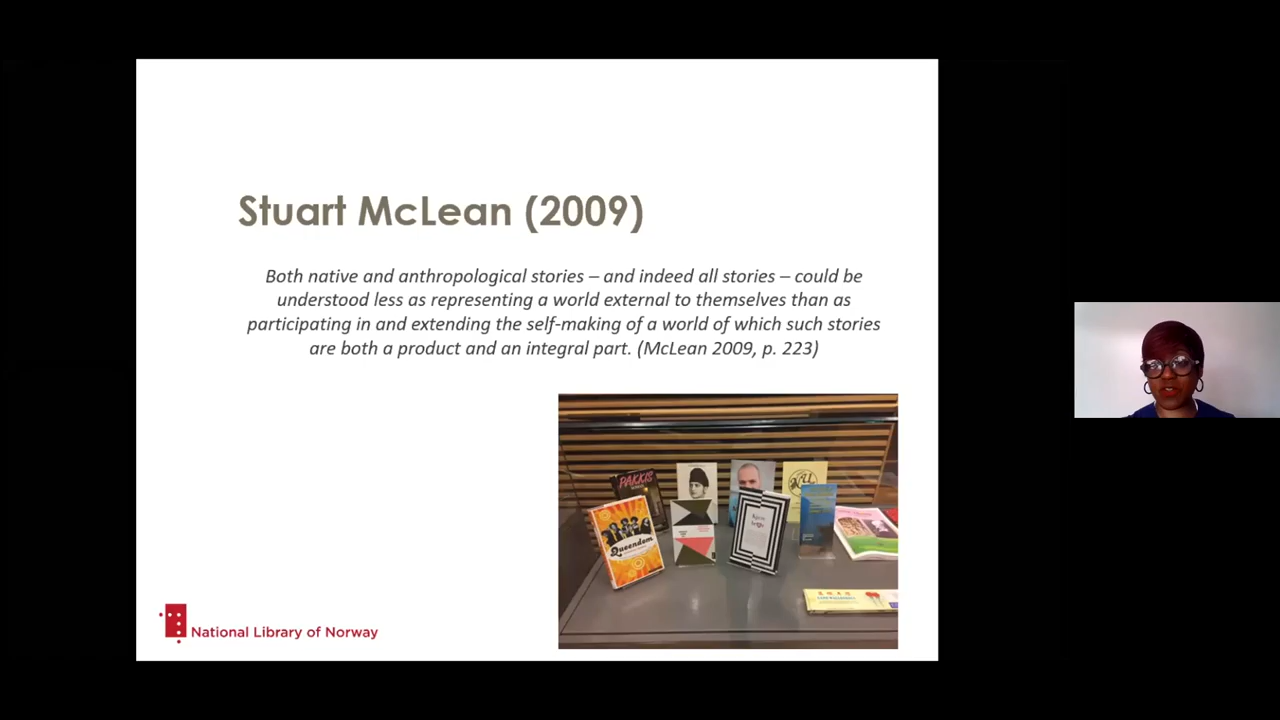 Stuart McLean (2009)
Both native and anthropological stories – and indeed all stories – could be
understood less as representing a world external to themselves than as
participating in and extending the self-making of a world of which such stories
are both a product and an integral part. (McLean 2009, p. 223)
PAKKIS
Queendom
National Library of Norway